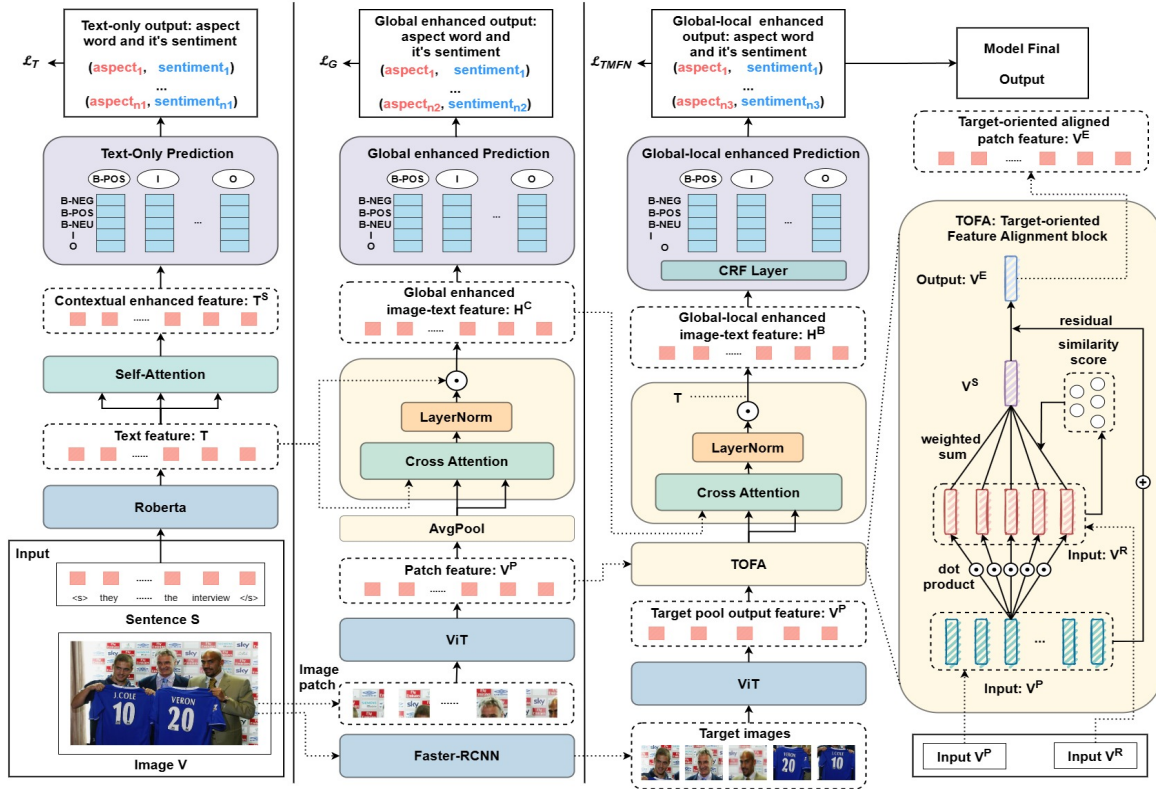 Text-only output: aspect
word and it's sentiment
(aspect₁, sentiment₁)
...
(aspectₙ₁, sentimentₙ₁)
ℒ_T
Text-Only Prediction
B-POS I O
B-NEG
B-POS
B-NEU
I
O
...
Contextual enhanced feature: Tˢ
......
Self-Attention
Text feature: T
......
Roberta
Input
......
<s> they ...... the interview </s>
Sentence S
sky
sky
J.COLE
10
VERON
20
Image V
Global enhanced output:
aspect word and
it's sentiment
(aspect₁, sentiment₁)
...
(aspectₙ₂, sentimentₙ₂)
ℒ_G
Global enhanced Prediction
B-POS I O
B-NEG
B-POS
B-NEU
I
O
...
Global enhanced
image-text feature: Hᶜ
......
LayerNorm
Cross Attention
AvgPool
Patch feature: Vᴾ
......
ViT
Image
patch
......
Faster-RCNN
Global-local enhanced
output: aspect word
and it's sentiment
(aspect₁, sentiment₁)
...
(aspectₙ₃, sentimentₙ₃)
ℒ_TMFN
Global-local enhanced Prediction
B-POS I O
B-NEG
B-POS
B-NEU
I
O
...
CRF Layer
Global-local enhanced
image-text feature: Hᴮ
......
T
LayerNorm
Cross Attention
TOFA
Target pool output feature: Vᴾ
ViT
Target images
20
10
Model Final
Output
Target-oriented aligned
patch feature: Vᴱ
......
TOFA: Target-oriented
Feature Alignment block
Output: Vᴱ
residual
similarity
score
Vˢ
weighted
sum
Input: Vᴿ
dot
product
...
Input: Vᴾ
Input Vᴾ
Input Vᴿ